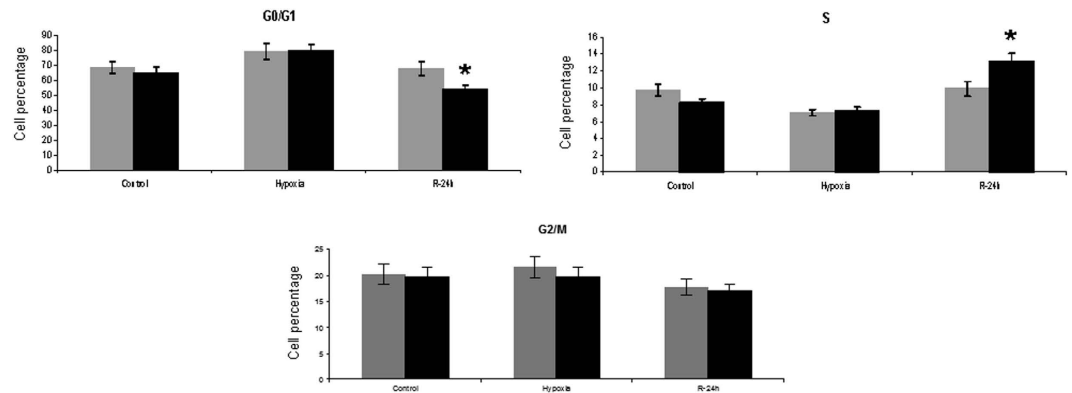 G0/G1
Cell percentage
90
80
70
60
50
40
30
20
10
0
*
Control
Hypoxia
R-24h
S
Cell percentage
16
14
12
10
8
6
4
2
0
*
Control
Hypoxia
R-24h
G2/M
Cell percentage
25
20
15
10
5
0
Control
Hypoxia
R-24h